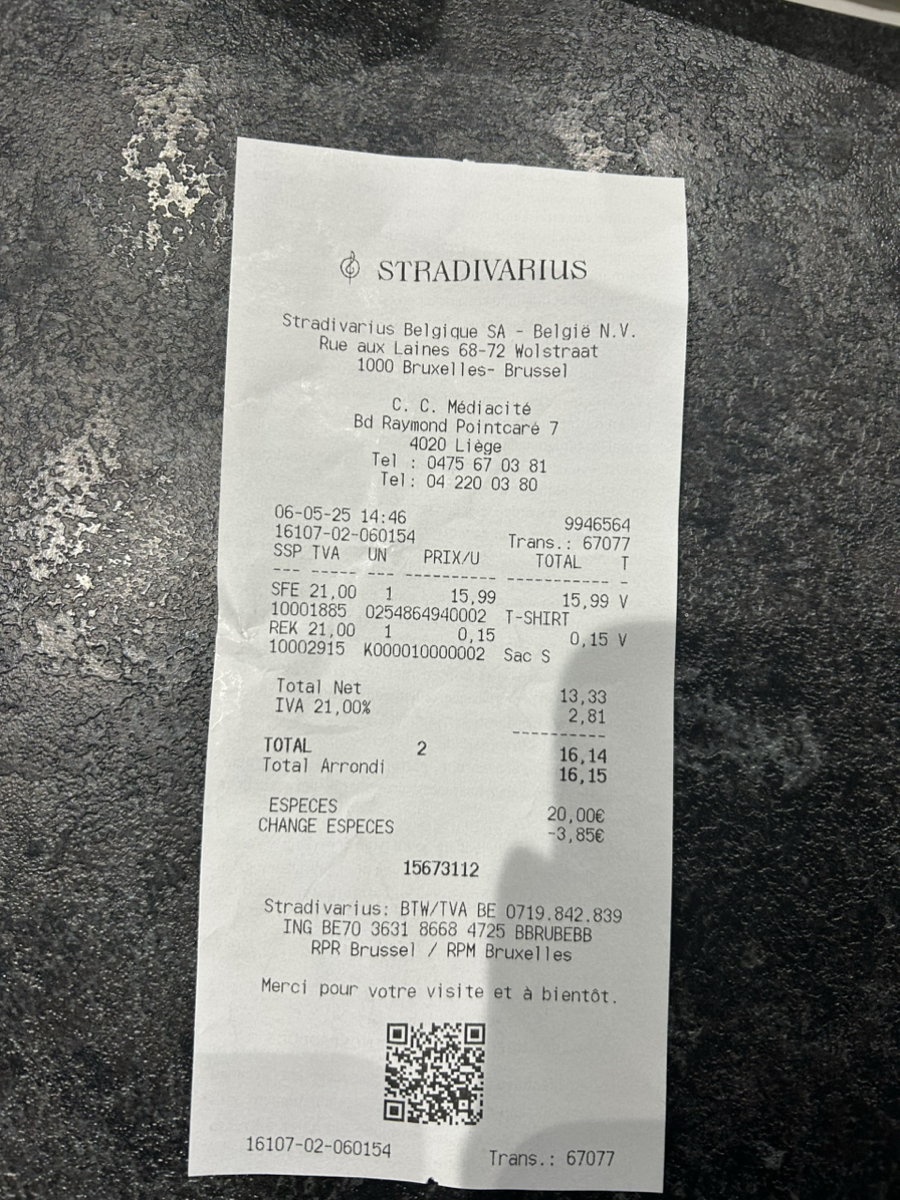 STRADIVARIUS
Stradivarius Belgique SA - België N.V.
Rue aux Laines 68-72 Wolstraat
1000 Bruxelles- Brussel
C. C. Médiacité
Bd Raymond Pointcaré 7
4020 Liège
Tel : 0475 67 03 81
Tel: 04 220 03 80
06-05-25 14:46 9946564
16107-02-060154 Trans.: 67077
SSP TVA UN PRIX/U TOTAL T
--- ----- --- ---------- ----------- -
SFE 21,00 1 15,99 15,99 V
10001885 0254864940002 T-SHIRT
REK 21,00 1 0,15 0,15 V
10002915 K000010000002 Sac S
Total Net 13,33
IVA 21,00% 2,81
----------
TOTAL 2 16,14
Total Arrondi 16,15
ESPECES 20,00€
CHANGE ESPECES -3,85€
15673112
Stradivarius: BTW/TVA BE 0719.842.839
ING BE70 3631 8668 4725 BBRUBEBB
RPR Brussel / RPM Bruxelles
Merci pour votre visite et à bientôt.
16107-02-060154 Trans.: 67077